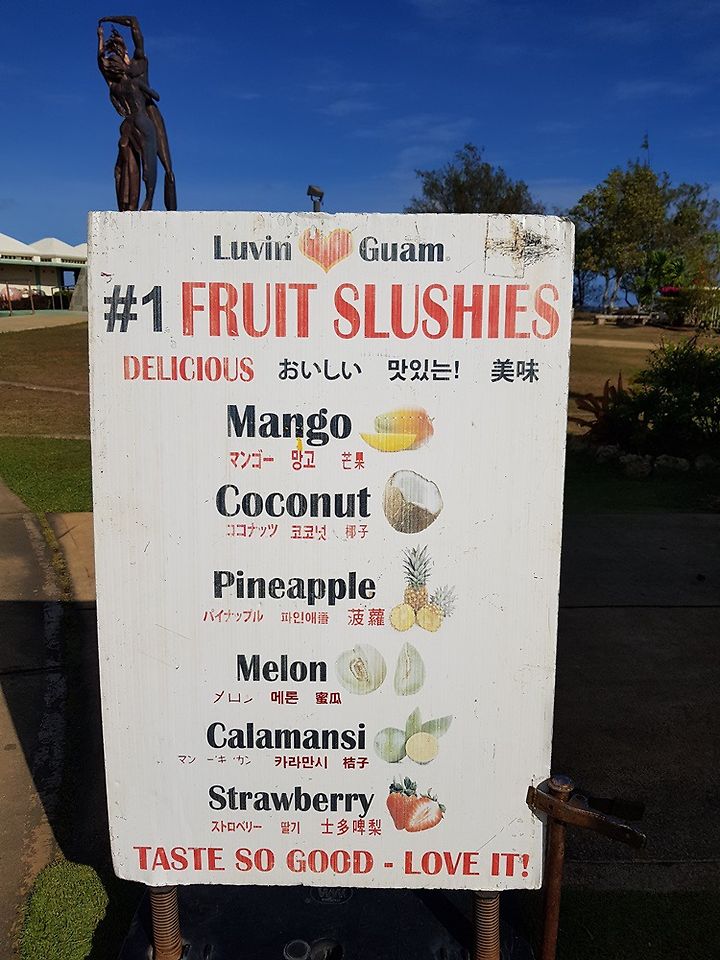 Luvin Guam
#1 FRUIT SLUSHIES
DELICIOUS おいしい 맛있는! 美味
Mango
マンゴー 망고 芒果
Coconut
ココナッツ 코코넛 椰子
Pineapple
パイナップル 파인애플 菠蘿
Melon
メロン 메론 蜜瓜
Calamansi
카라만시 桔子
Strawberry
ストロベリー 딸기 士多啤梨
TASTE SO GOOD - LOVE IT!